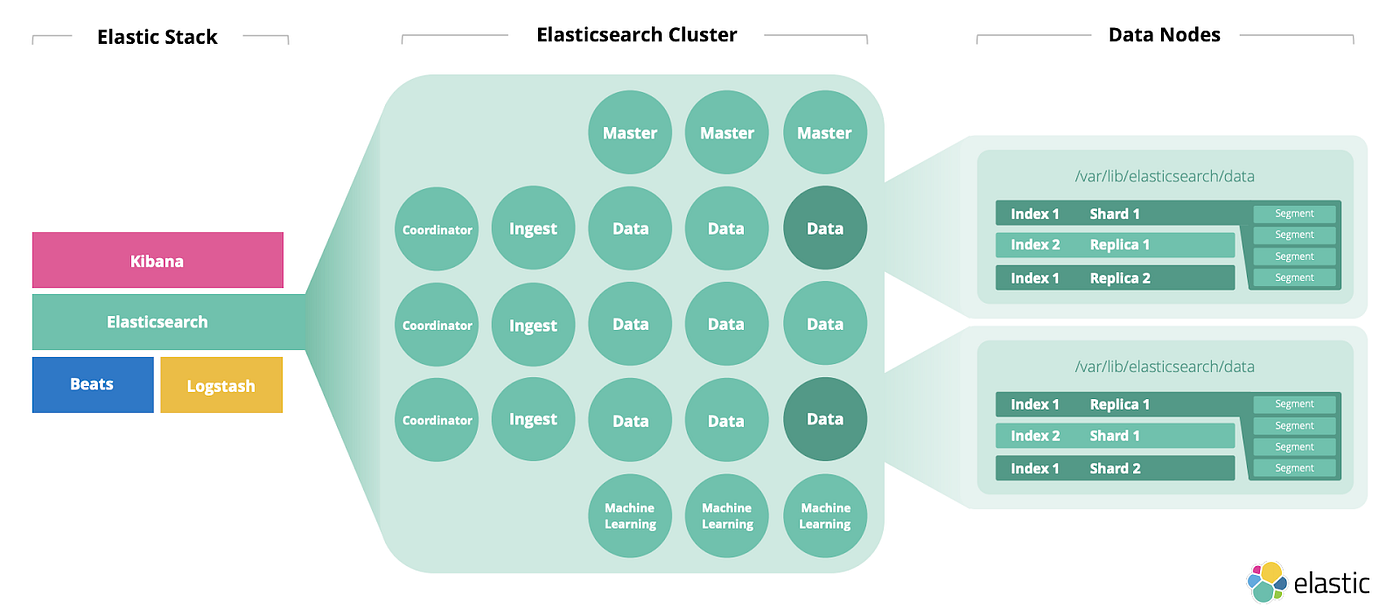 Elastic Stack
Elasticsearch Cluster
Data Nodes
Kibana
Elasticsearch
Beats
Logstash
Master
Master
Master
Coordinator
Ingest
Data
Data
Data
Coordinator
Ingest
Data
Data
Data
Coordinator
Ingest
Data
Data
Data
Machine
Learning
Machine
Learning
Machine
Learning
/var/lib/elasticsearch/data
Index 1 Shard 1
Index 2 Replica 1
Index 1 Replica 2
Segment
Segment
Segment
Segment
/var/lib/elasticsearch/data
Index 1 Replica 1
Index 2 Shard 1
Index 1 Shard 2
Segment
Segment
Segment
Segment
elastic